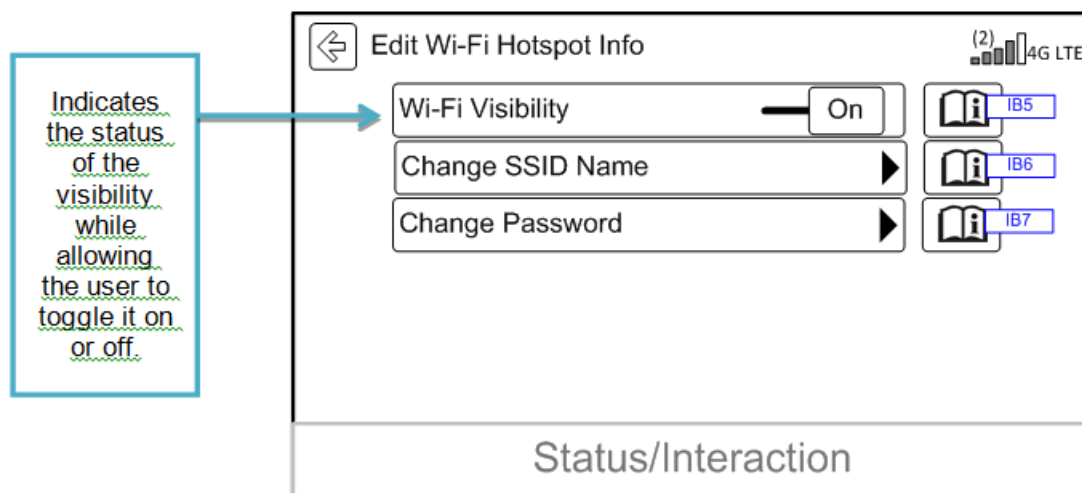 Edit Wi-Fi Hotspot Info
(2)
4G LTE
Indicates
the status
of the
visibility
while
allowing
the user to
toggle it on
or off.
Wi-Fi Visibility
On
i
IB5
Change SSID Name
i
IB6
Change Password
i
IB7
Status/Interaction